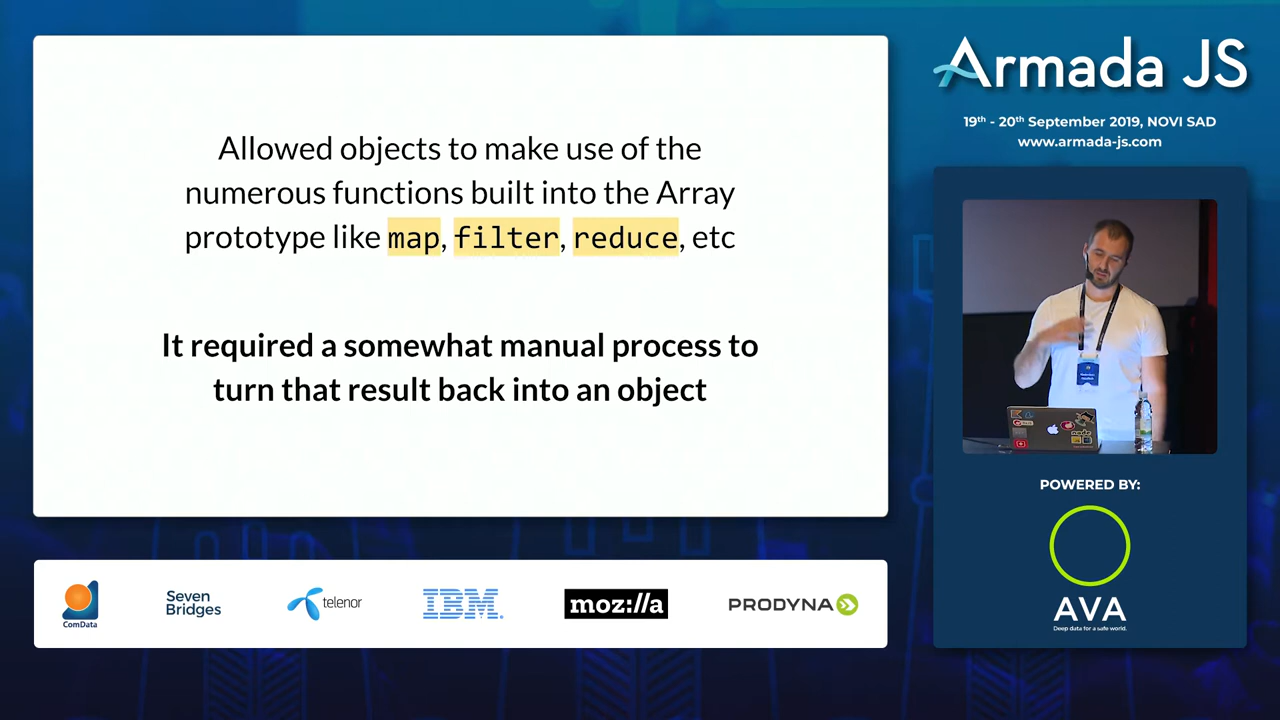 Allowed objects to make use of the
numerous functions built into the Array
prototype like map, filter, reduce, etc
It required a somewhat manual process to
turn that result back into an object
Armada JS
19th - 20th September 2019, NOVI SAD
www.armada-js.com
POWERED BY:
AVA
Deep data for a safe world.
ComData
Seven
Bridges
telenor
IBM
moz://a
PRODYNA
node